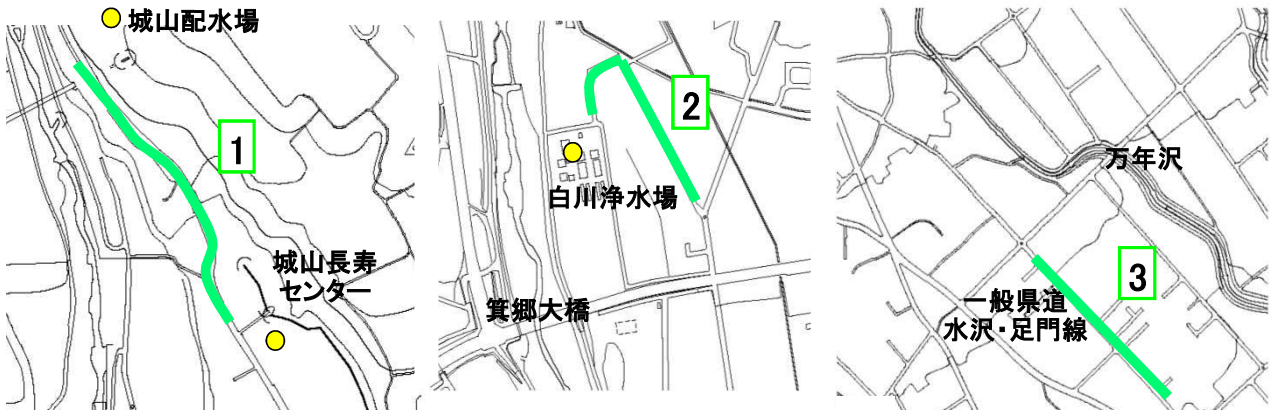 城山配水場
1
城山長寿
センター
2
白川浄水場
箕郷大橋
万年沢
3
一般県道
水沢・足門線